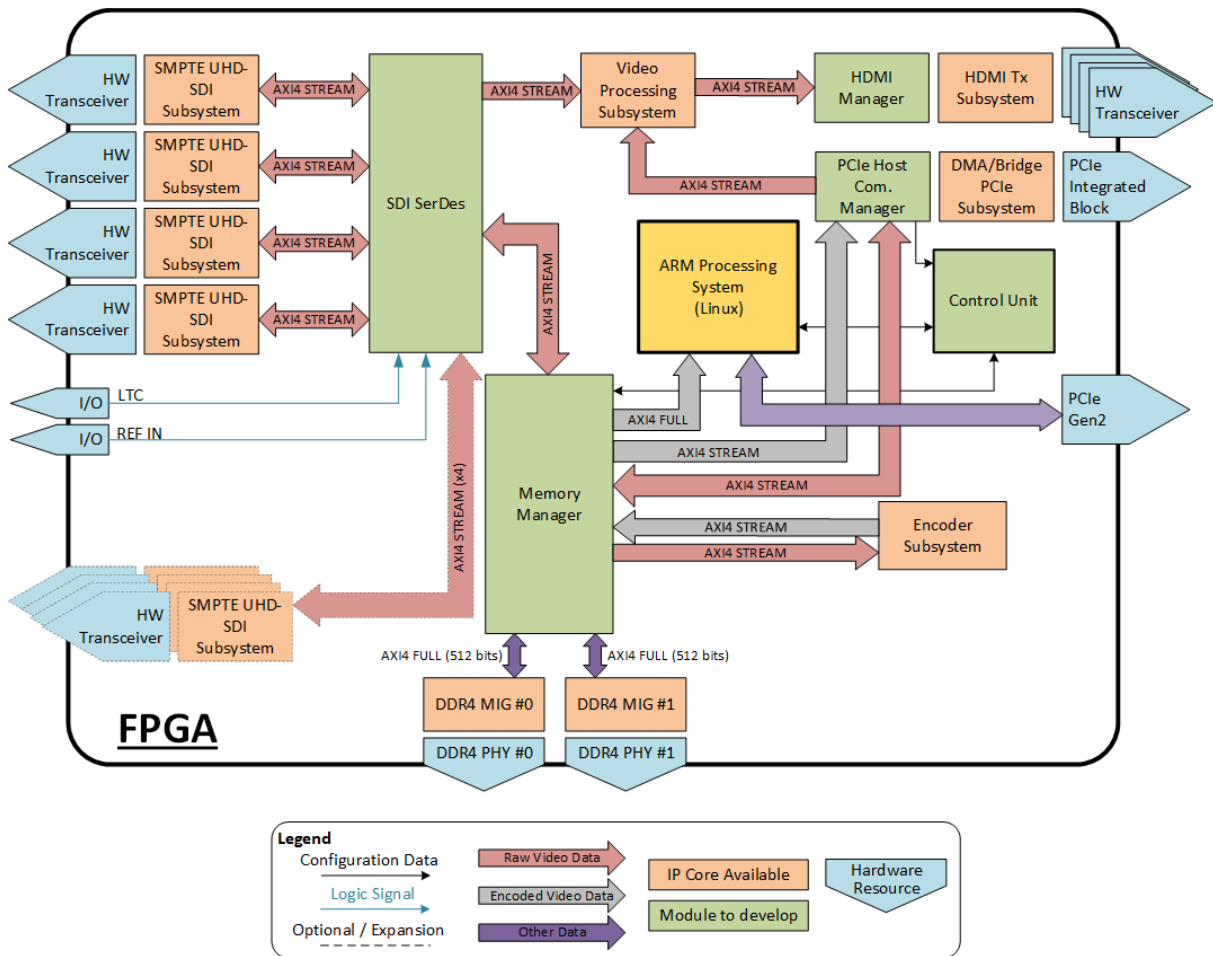 HW
Transceiver
SMPTE UHD-
SDI
Subsystem
AXI4 STREAM
HW
Transceiver
SMPTE UHD-
SDI
Subsystem
AXI4 STREAM
HW
Transceiver
SMPTE UHD-
SDI
Subsystem
AXI4 STREAM
HW
Transceiver
SMPTE UHD-
SDI
Subsystem
AXI4 STREAM
SDI SerDes
AXI4 STREAM
Video
Processing
Subsystem
AXI4 STREAM
HDMI
Manager
HDMI Tx
Subsystem
HW
Transceiver
AXI4 STREAM
PCIe Host
Com.
Manager
DMA/Bridge
PCIe
Subsystem
PCIe
Integrated
Block
AXI4 STREAM
ARM Processing
System
(Linux)
Control Unit
I/O
LTC
I/O
REF IN
AXI4 STREAM (x4)
Memory
Manager
AXI4 FULL
AXI4 STREAM
AXI4 STREAM
AXI4 STREAM
AXI4 STREAM
PCIe
Gen2
Encoder
Subsystem
HW
Transceiver
SMPTE UHD-
SDI
Subsystem
AXI4 FULL (512 bits)
AXI4 FULL (512 bits)
DDR4 MIG #0
DDR4 MIG #1
DDR4 PHY #0
DDR4 PHY #1
FPGA
Legend
Configuration Data
Logic Signal
Optional / Expansion
Raw Video Data
Encoded Video Data
Other Data
IP Core Available
Module to develop
Hardware
Resource